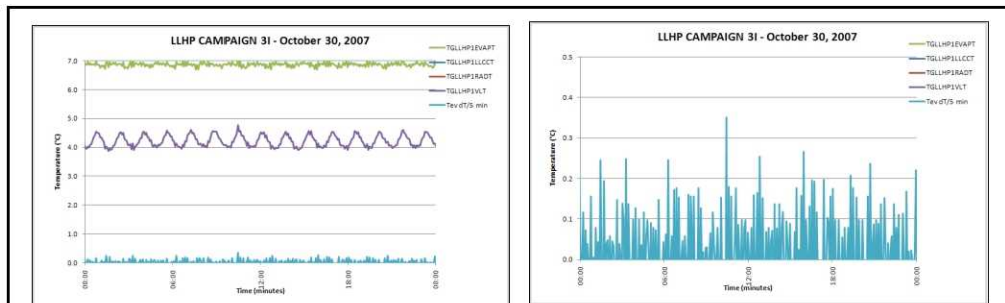 LLHP CAMPAIGN 3I - October 30, 2007
TGLLHP1EVAPT
TGLLHP1LLCCT
TGLLHP1RADT
TGLLHP1VLT
Tev dT/5 min
7.0
6.0
5.0
4.0
3.0
2.0
1.0
0.0
Temperature (°C)
00:00
06:00
12:00
18:00
00:00
Time (minutes)
LLHP CAMPAIGN 3I - October 30, 2007
TGLLHP1EVAPT
TGLLHP1LLCCT
TGLLHP1RADT
TGLLHP1VLT
Tev dT/5 min
0.5
0.4
0.3
0.2
0.1
0.0
Temperature (°C)
00:00
06:00
12:00
18:00
00:00
Time (minutes)